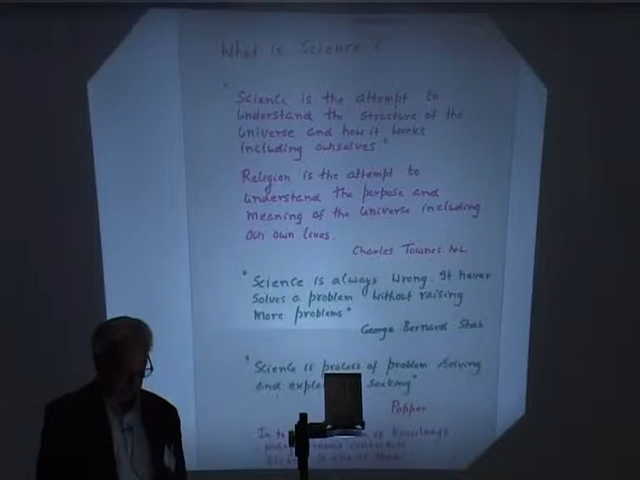 What is Science ?
" Science is the attempt to
understand the structure of the
Universe and how it works
including ourselves "
Religion is the attempt to
understand the purpose and
meaning of the universe including
our own lives.
Charles Townes N.L.
" Science is always wrong. It never
solves a problem without raising
more problems "
George Bernard Shah
" Science is process of problem solving
and seeking "
Popper
In knowledge